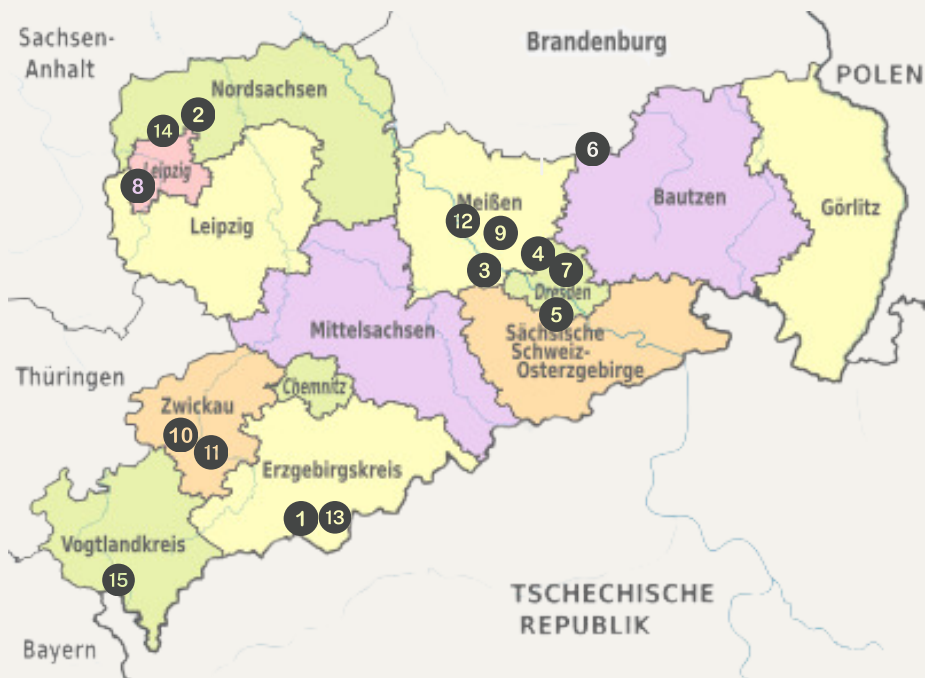 Sachsen-
Anhalt
Brandenburg
POLEN
Nordsachsen
2
14
6
Leipzig
8
Meißen
Bautzen
Görlitz
12
9
Leipzig
4
7
3
Dresden
5
Mittelsachsen
Sächsische
Schweiz-
Osterzgebirge
Thüringen
Chemnitz
Zwickau
10
11
Erzgebirgskreis
1
13
Vogtlandkreis
15
TSCHECHISCHE
REPUBLIK
Bayern